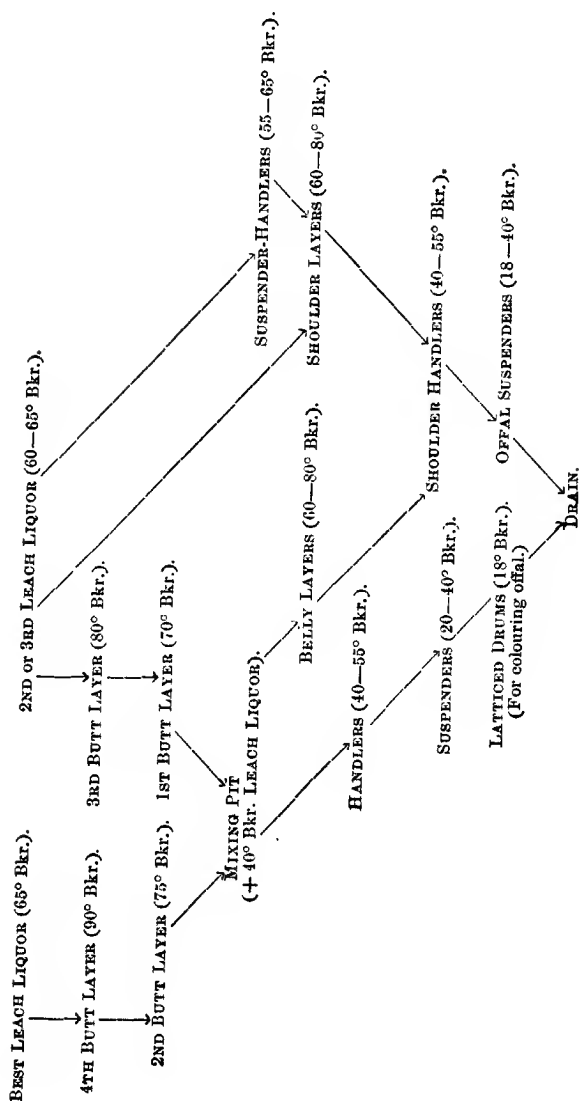 BEST LEACH LIQUOR (65° Bkr.).
2ND or 3RD LEACH LIQUOR (60—65° Bkr.).
4TH BUTT LAYER (90° Bkr.).
3RD BUTT LAYER (80° Bkr.).
2ND BUTT LAYER (75° Bkr.).
1ST BUTT LAYER (70° Bkr.).
SUSPENDER-HANDLERS (55—65° Bkr.).
MIXING PIT
(+ 40° Bkr. LEACH LIQUOR).
SHOULDER LAYERS (60—80° Bkr.).
BELLY LAYERS (60—80° Bkr.).
HANDLERS (40—55° Bkr.).
SHOULDER HANDLERS (40—55° Bkr.).
SUSPENDERS (20—40° Bkr.).
OFFAL SUSPENDERS (18—40° Bkr.).
LATTICED DRUMS (18° Bkr.).
(For colouring offal.)
DRAIN.